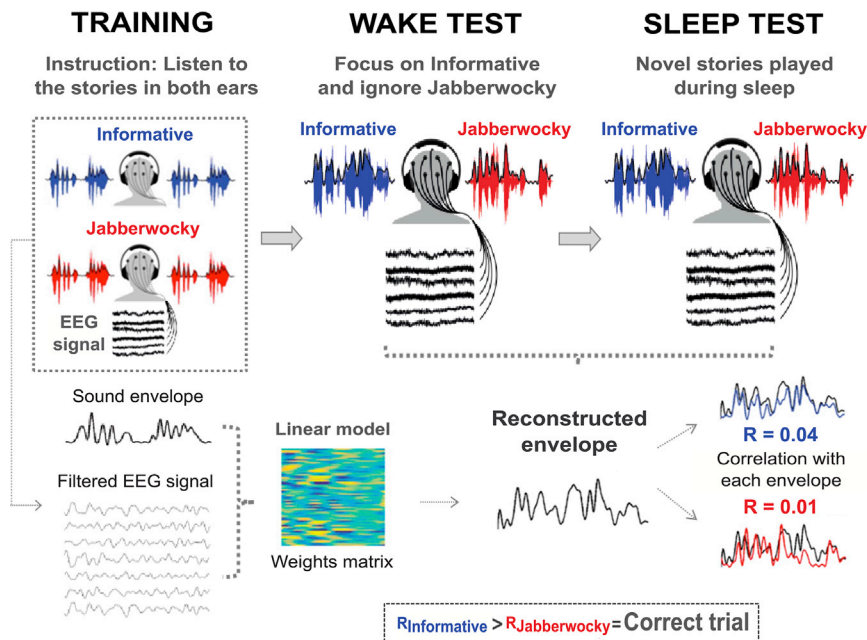 TRAINING
Instruction: Listen to
the stories in both ears
Informative
Jabberwocky
EEG
signal
WAKE TEST
Focus on Informative
and ignore Jabberwocky
Informative
Jabberwocky
SLEEP TEST
Novel stories played
during sleep
Informative
Jabberwocky
Sound envelope
Filtered EEG signal
Linear model
Weights matrix
Reconstructed
envelope
R = 0.04
Correlation with
each envelope
R = 0.01
RInformative > RJabberwocky = Correct trial